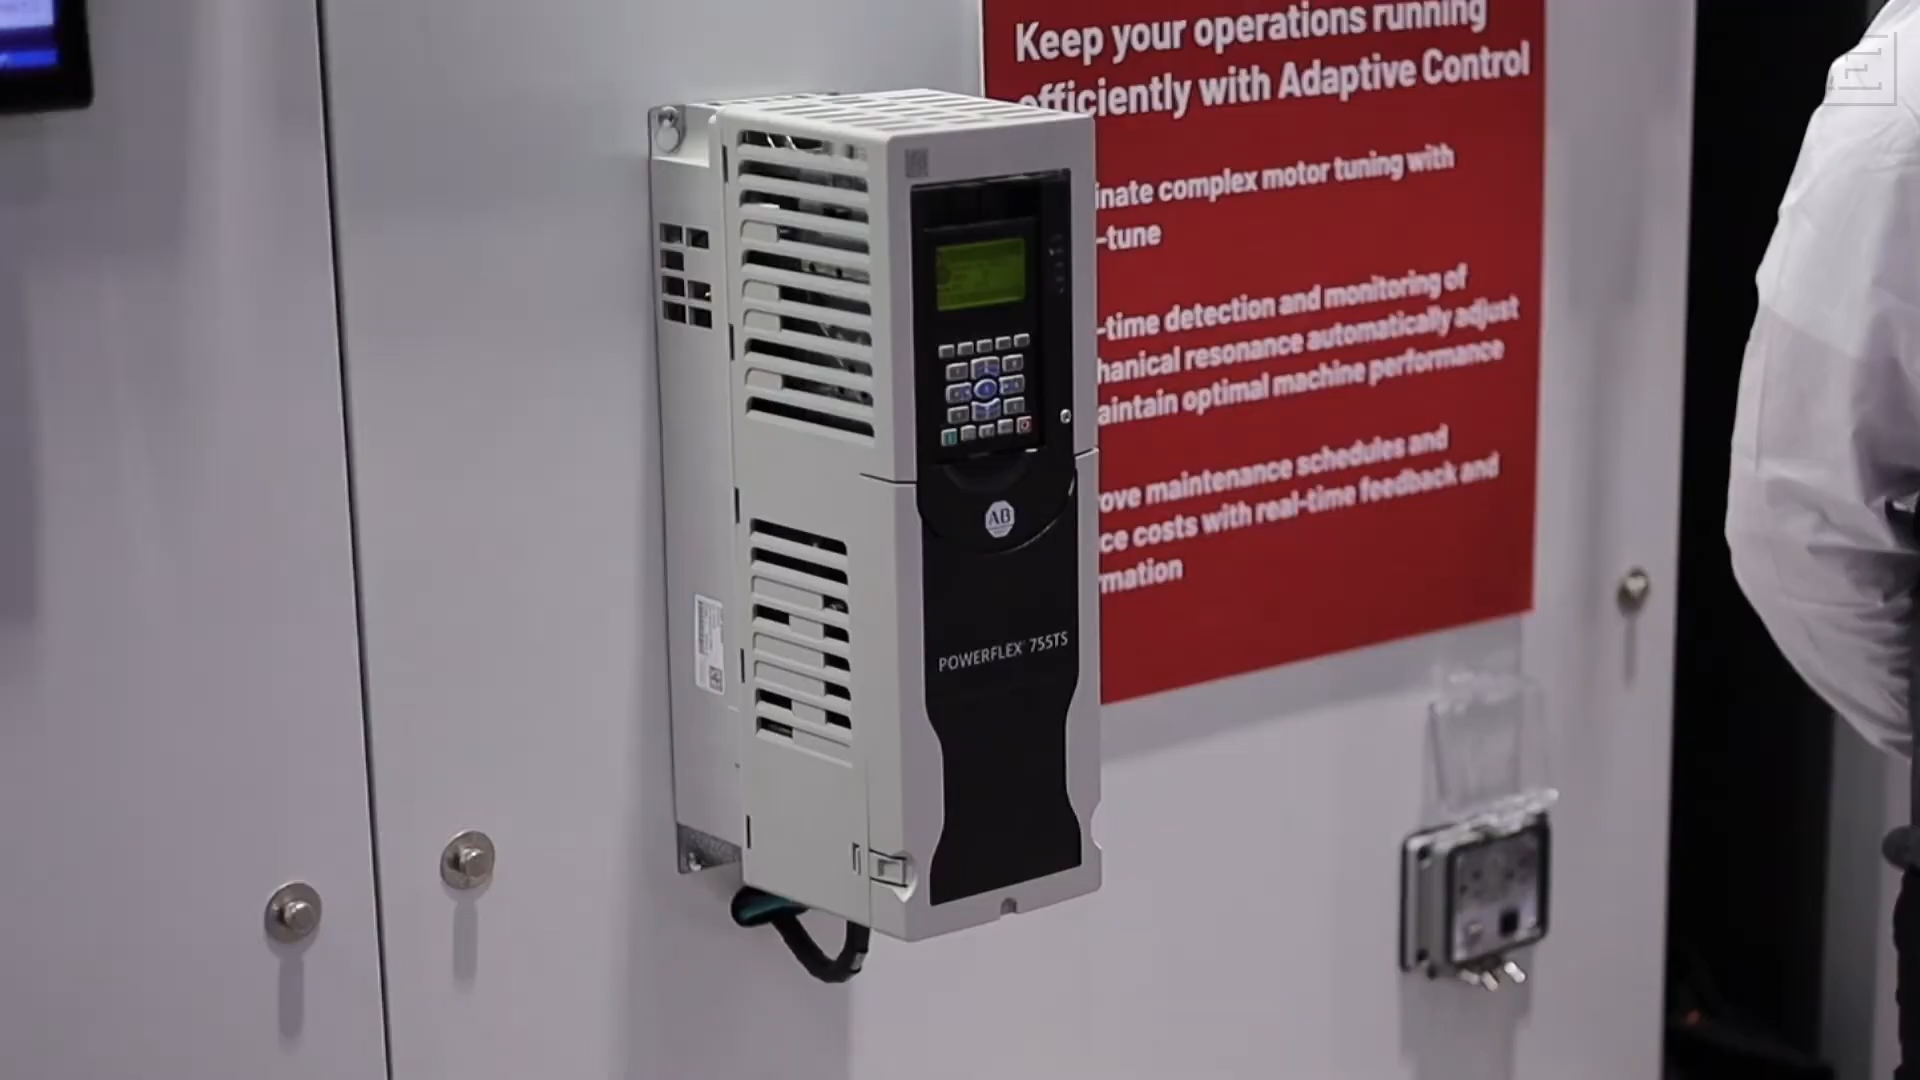 Keep your operations running
efficiently with Adaptive Control
inate complex motor tuning with
-tune
-time detection and monitoring of
hanical resonance automatically adjust
aintain optimal machine performance
rove maintenance schedules and
ce costs with real-time feedback and
rmation
AB
POWERFLEX 755TS
E